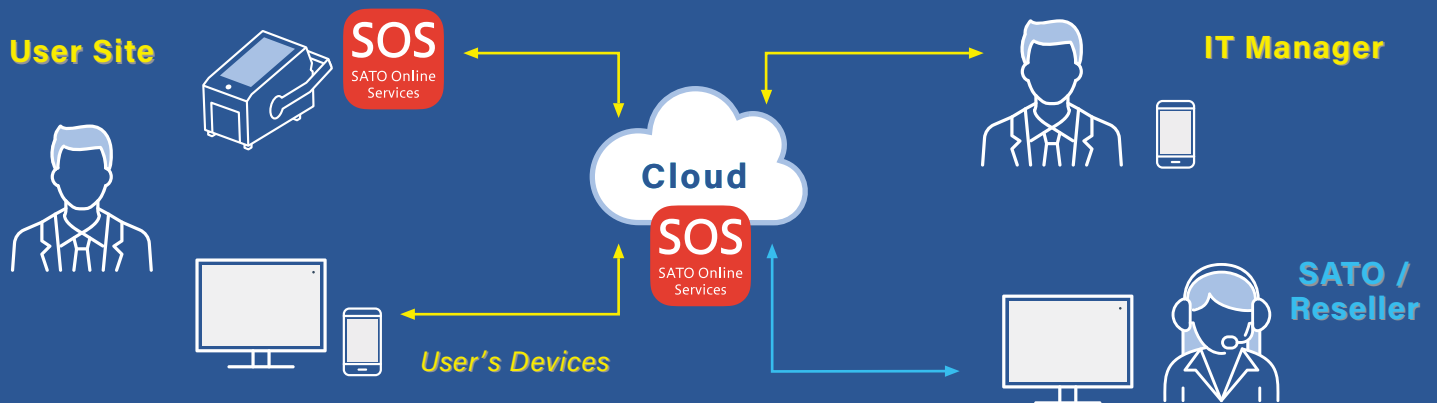 User Site
SOS
SATO Online
Services
IT Manager
Cloud
SOS
SATO Online
Services
SATO /
Reseller
User's Devices